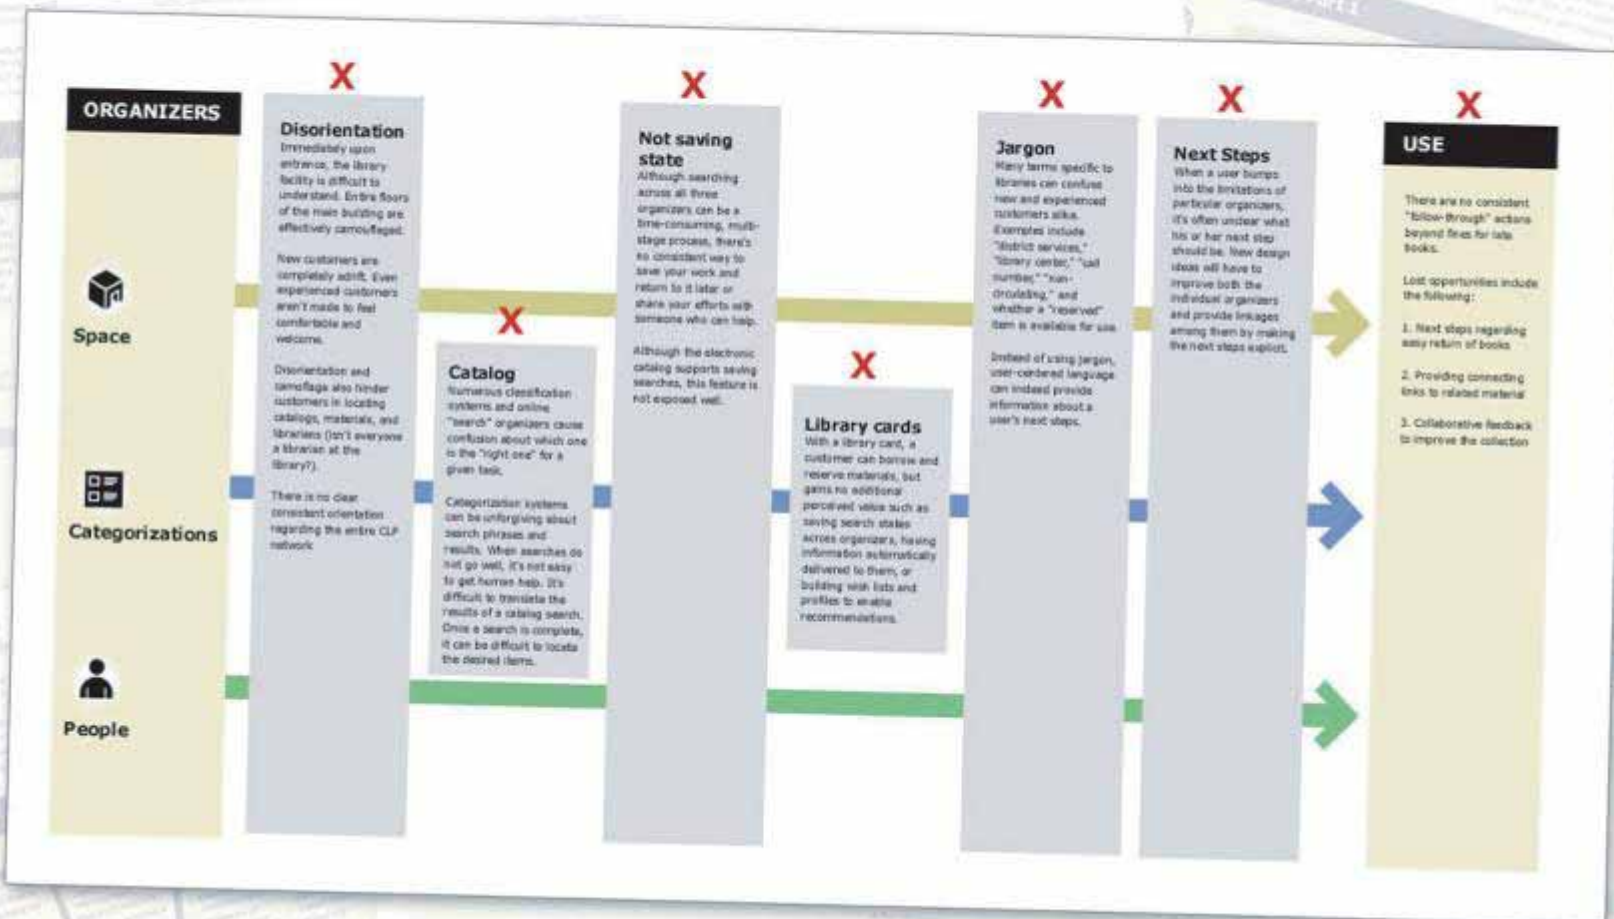 ORGANIZERS
Space
Categorizations
People
Disorientation
Immediately upon
entrance, the library
facility is difficult to
understand. Entire floors
of the main building are
effectively camouflaged.
New customers are
completely adrift. Even
experienced customers
aren't made to feel
comfortable and
welcome.
Disorientation and
camoflage also hinder
customers in locating
catalogs, materials, and
librarians (isn't everyone
a librarian at the
library?).
There is no clear
consistent orientation
regarding the entire CLP
network
Catalog
Numerous classification
systems and online
"search" organizers cause
confusion about which one
is the "right one" for a
given task.
Categorization systems
can be unforgiving about
search phrases and
results. When searches do
not go well, it's not easy
to get human help. It's
difficult to translate the
results of a catalog search.
Once a search is complete,
it can be difficult to locate
the desired items.
Not saving
state
Although searching
across all three
organizers can be a
time-consuming, multi-
stage process, there's
no consistent way to
save your work and
return to it later or
share your efforts with
someone who can help.
Although the electronic
catalog supports saving
searches, this feature is
not exposed well.
Library cards
With a library card, a
customer can borrow and
reserve materials, but
gains no additional
perceived value such as
saving search states
across organizers, having
information automatically
delivered to them, or
building wish lists and
profiles to enable
recommendations.
Jargon
Many terms specific to
libraries can confuse
new and experienced
customers alike.
Examples include
"district services,"
"library center," "call
number," "non-
circulating," and
whether a "reserved"
item is available for use.
Instead of using jargon,
user-centered language
can indeed provide
information about a
user's next steps.
Next Steps
When a user bumps
into the limitations of
particular organizers,
it's often unclear what
his or her next step
should be. New design
ideas will have to
improve both the
individual organizers
and provide linkages
among them by making
the next steps explicit.
USE
There are no consistent
"follow-through" actions
beyond fines for late
books.
Lost opportunities include
the following:
1. Next steps regarding
easy return of books
2. Providing connecting
links to related material
3. Collaborative feedback
to improve the collection
X
X
X
X
X
X
X